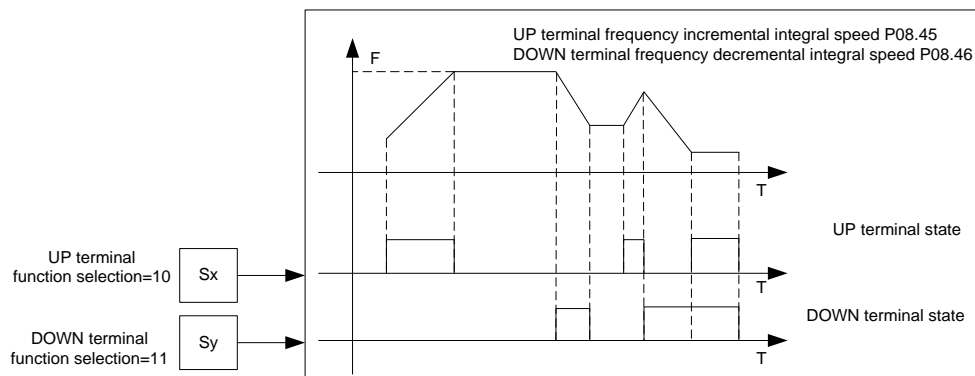 UP terminal frequency incremental integral speed P08.45
DOWN terminal frequency decremental integral speed P08.46
F
T
UP terminal state
UP terminal
function selection=10
Sx
T
DOWN terminal state
DOWN terminal
function selection=11
Sy
T